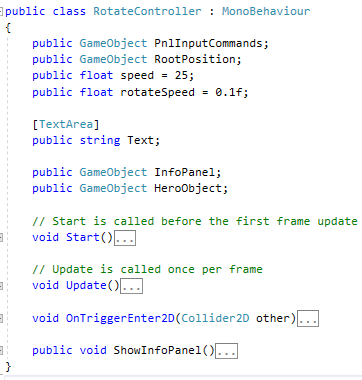 public class RotateController : MonoBehaviour
{
public GameObject PnlInputCommands;
public GameObject RootPosition;
public float speed = 25;
public float rotateSpeed = 0.1f;
[TextArea]
public string Text;
public GameObject InfoPanel;
public GameObject HeroObject;
// Start is called before the first frame update
void Start()...
// Update is called once per frame
void Update()...
void OnTriggerEnter2D(Collider2D other)...
public void ShowInfoPanel()...
}